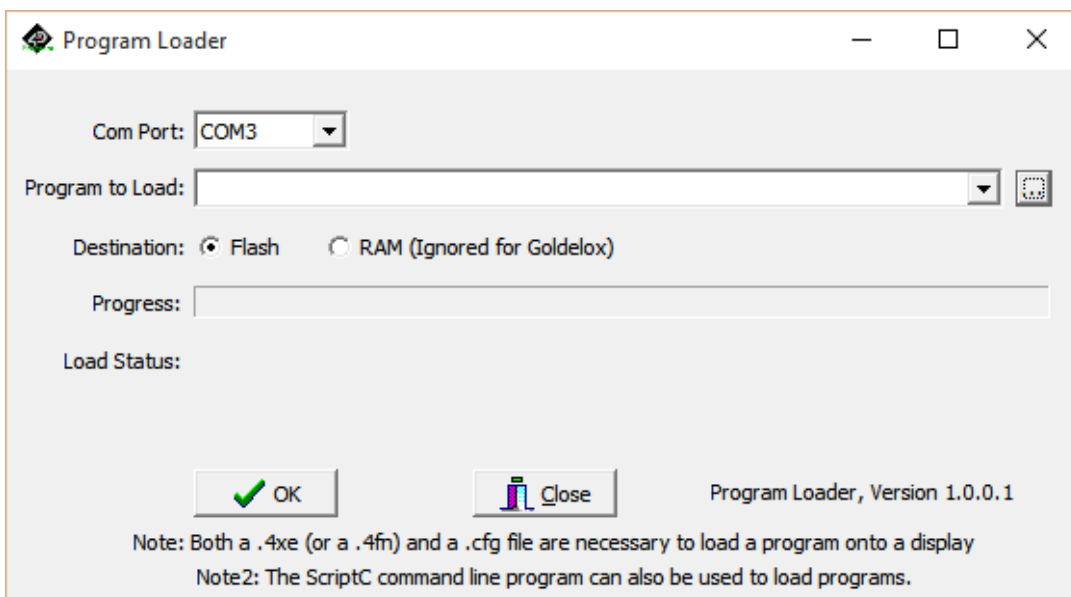 Program Loader
Com Port: COM3
Program to Load:
Destination: Flash RAM (Ignored for Goldelox)
Progress:
Load Status:
OK Close Program Loader, Version 1.0.0.1
Note: Both a .4xe (or a .4fn) and a .cfg file are necessary to load a program onto a display
Note2: The ScriptC command line program can also be used to load programs.